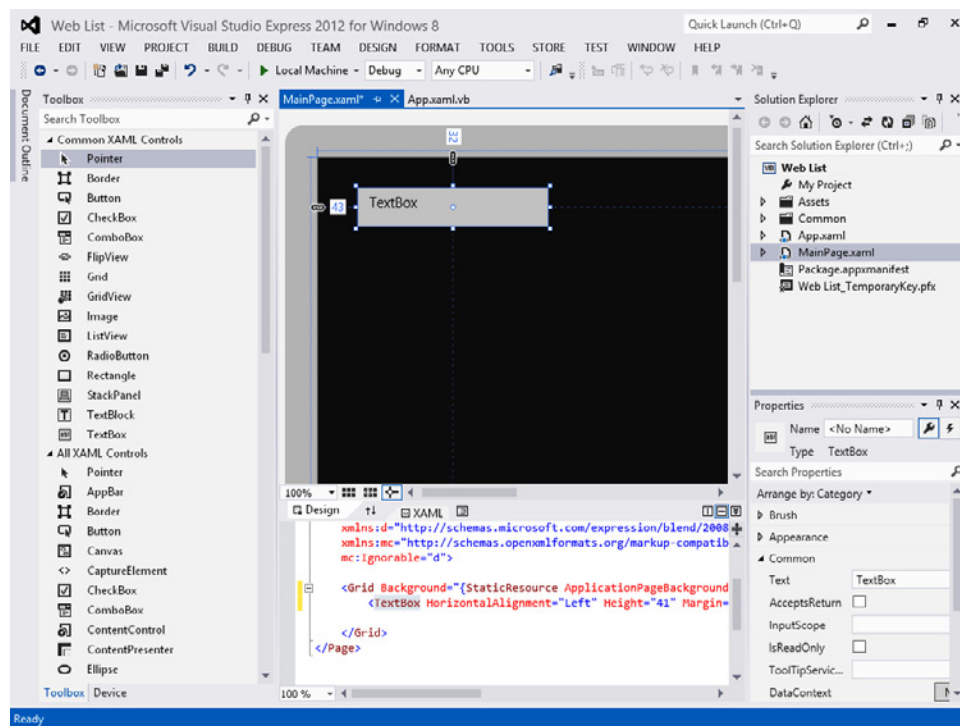 Web List - Microsoft Visual Studio Express 2012 for Windows 8
Quick Launch (Ctrl+Q)
FILE EDIT VIEW PROJECT BUILD DEBUG TEAM DESIGN FORMAT TOOLS STORE TEST WINDOW HELP
Local Machine Debug Any CPU
Document Outline
Toolbox
Search Toolbox
Common XAML Controls
Pointer
Border
Button
CheckBox
ComboBox
FlipView
Grid
GridView
Image
ListView
RadioButton
Rectangle
StackPanel
TextBlock
TextBox
All XAML Controls
Pointer
AppBar
Border
Button
Canvas
CaptureElement
CheckBox
ComboBox
ContentControl
ContentPresenter
Ellipse
Toolbox Device
MainPage.xaml* App.xaml.vb
32
43
TextBox
100%
Design XAML
xmlns:d="http://schemas.microsoft.com/expression/blend/2008
xmlns:mc="http://schemas.openxmlformats.org/markup-compatib
mc:Ignorable="d">
<Grid Background="{StaticResource ApplicationPageBackground
<TextBox HorizontalAlignment="Left" Height="41" Margin=
</Grid>
</Page>
100 %
Solution Explorer
Search Solution Explorer (Ctrl+;)
Web List
My Project
Assets
Common
App.xaml
MainPage.xaml
Package.appxmanifest
Web List_TemporaryKey.pfx
Properties
Name <No Name>
Type TextBox
Search Properties
Arrange by: Category
Brush
Appearance
Common
Text TextBox
AcceptsReturn
InputScope
IsReadOnly
ToolTipServic...
DataContext
Ready